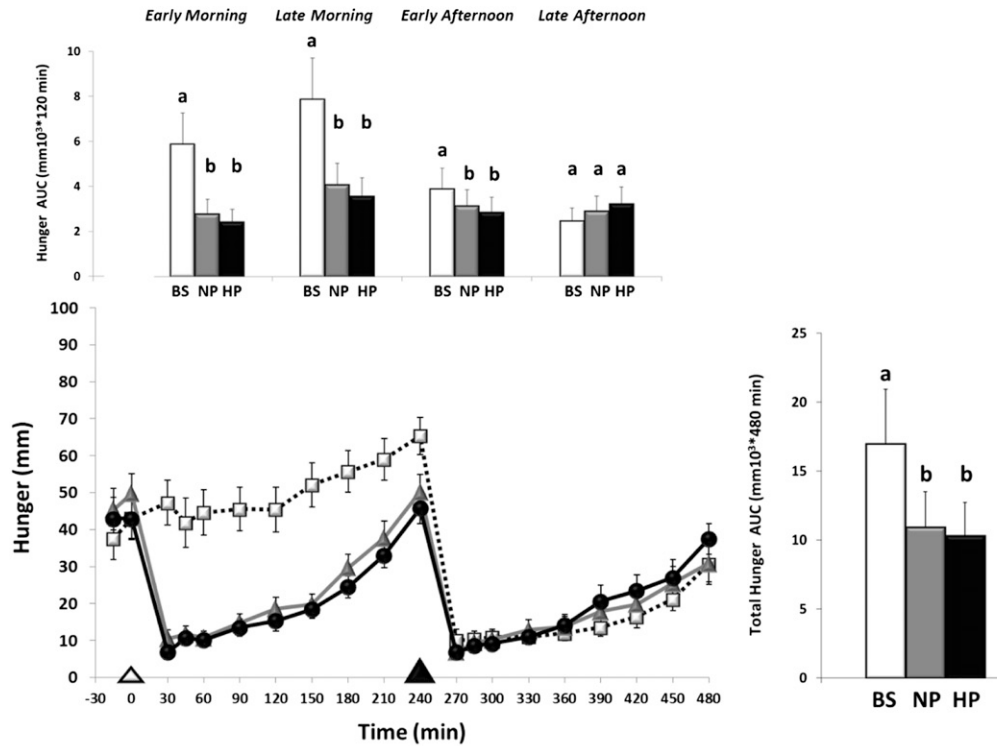 Early Morning Late Morning Early Afternoon Late Afternoon
Hunger AUC (mm10³*120 min)
10
8
6
4
2
0
a
b b
a
b b
a
b b
a a a
BS NP HP BS NP HP BS NP HP BS NP HP
Hunger (mm)
100
90
80
70
60
50
40
30
20
10
0
-30 0 30 60 90 120 150 180 210 240 270 300 330 360 390 420 450 480
Time (min)
Total Hunger AUC (mm10³*480 min)
25
20
15
10
5
0
a
b b
BS NP HP